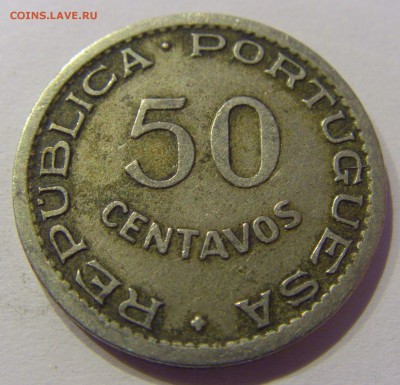 COINS.LAVE.RU
REPÚBLICA · PORTUGUESA
50
CENTAVOS